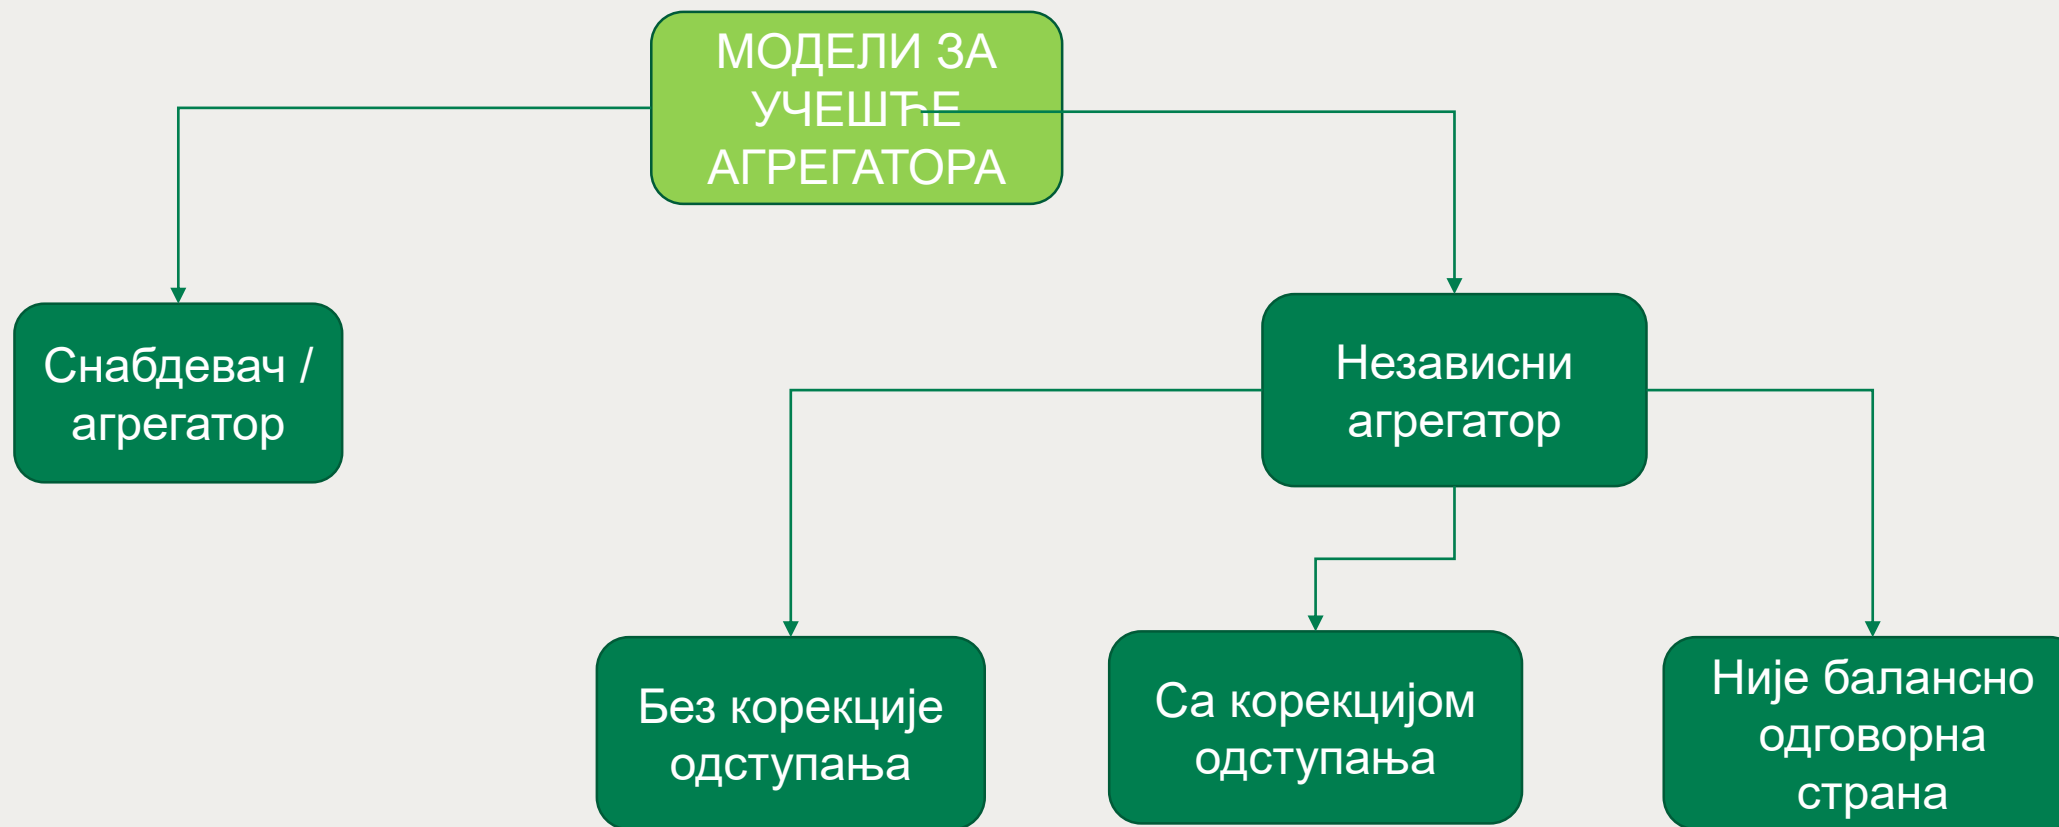 МОДЕЛИ ЗА
УЧЕШЋЕ
АГРЕГАТОРА
Снабдевач /
агрегатор
Независни
агрегатор
Без корекције
одступања
Са корекцијом
одступања
Није балансно
одговорна
страна